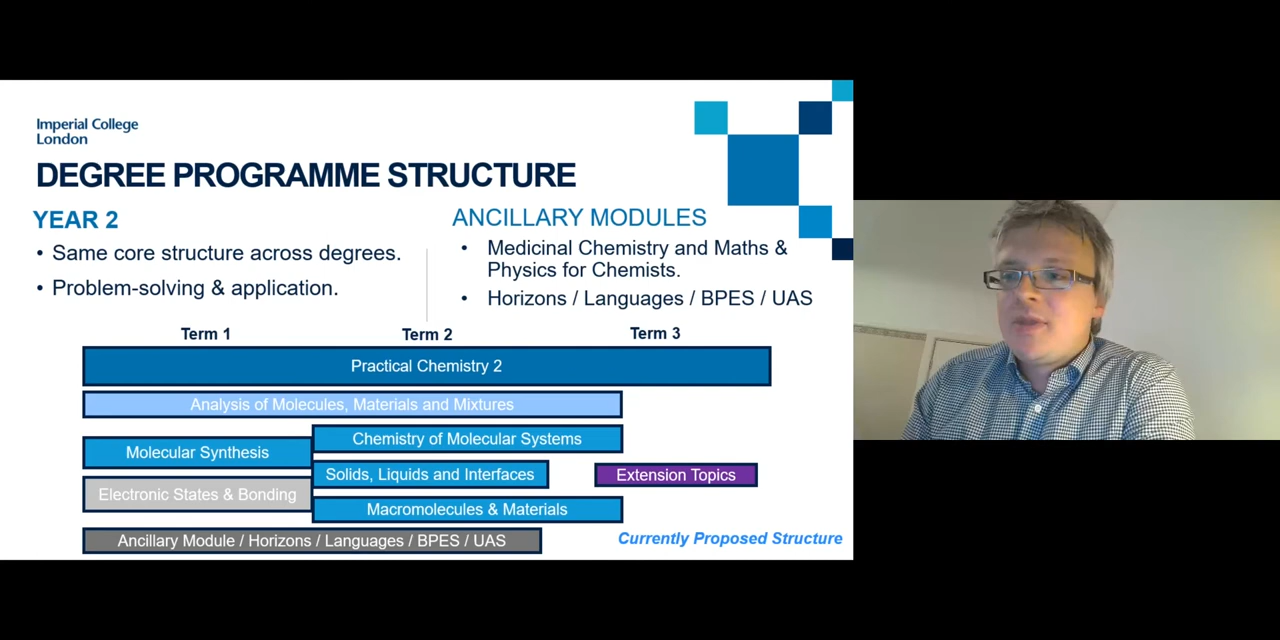 Imperial College
London
DEGREE PROGRAMME STRUCTURE
YEAR 2
• Same core structure across degrees.
• Problem-solving & application.
ANCILLARY MODULES
• Medicinal Chemistry and Maths &
Physics for Chemists.
• Horizons / Languages / BPES / UAS
Term 1 Term 2 Term 3
Practical Chemistry 2
Analysis of Molecules, Materials and Mixtures
Chemistry of Molecular Systems
Molecular Synthesis
Solids, Liquids and Interfaces
Extension Topics
Electronic States & Bonding
Macromolecules & Materials
Ancillary Module / Horizons / Languages / BPES / UAS
Currently Proposed Structure